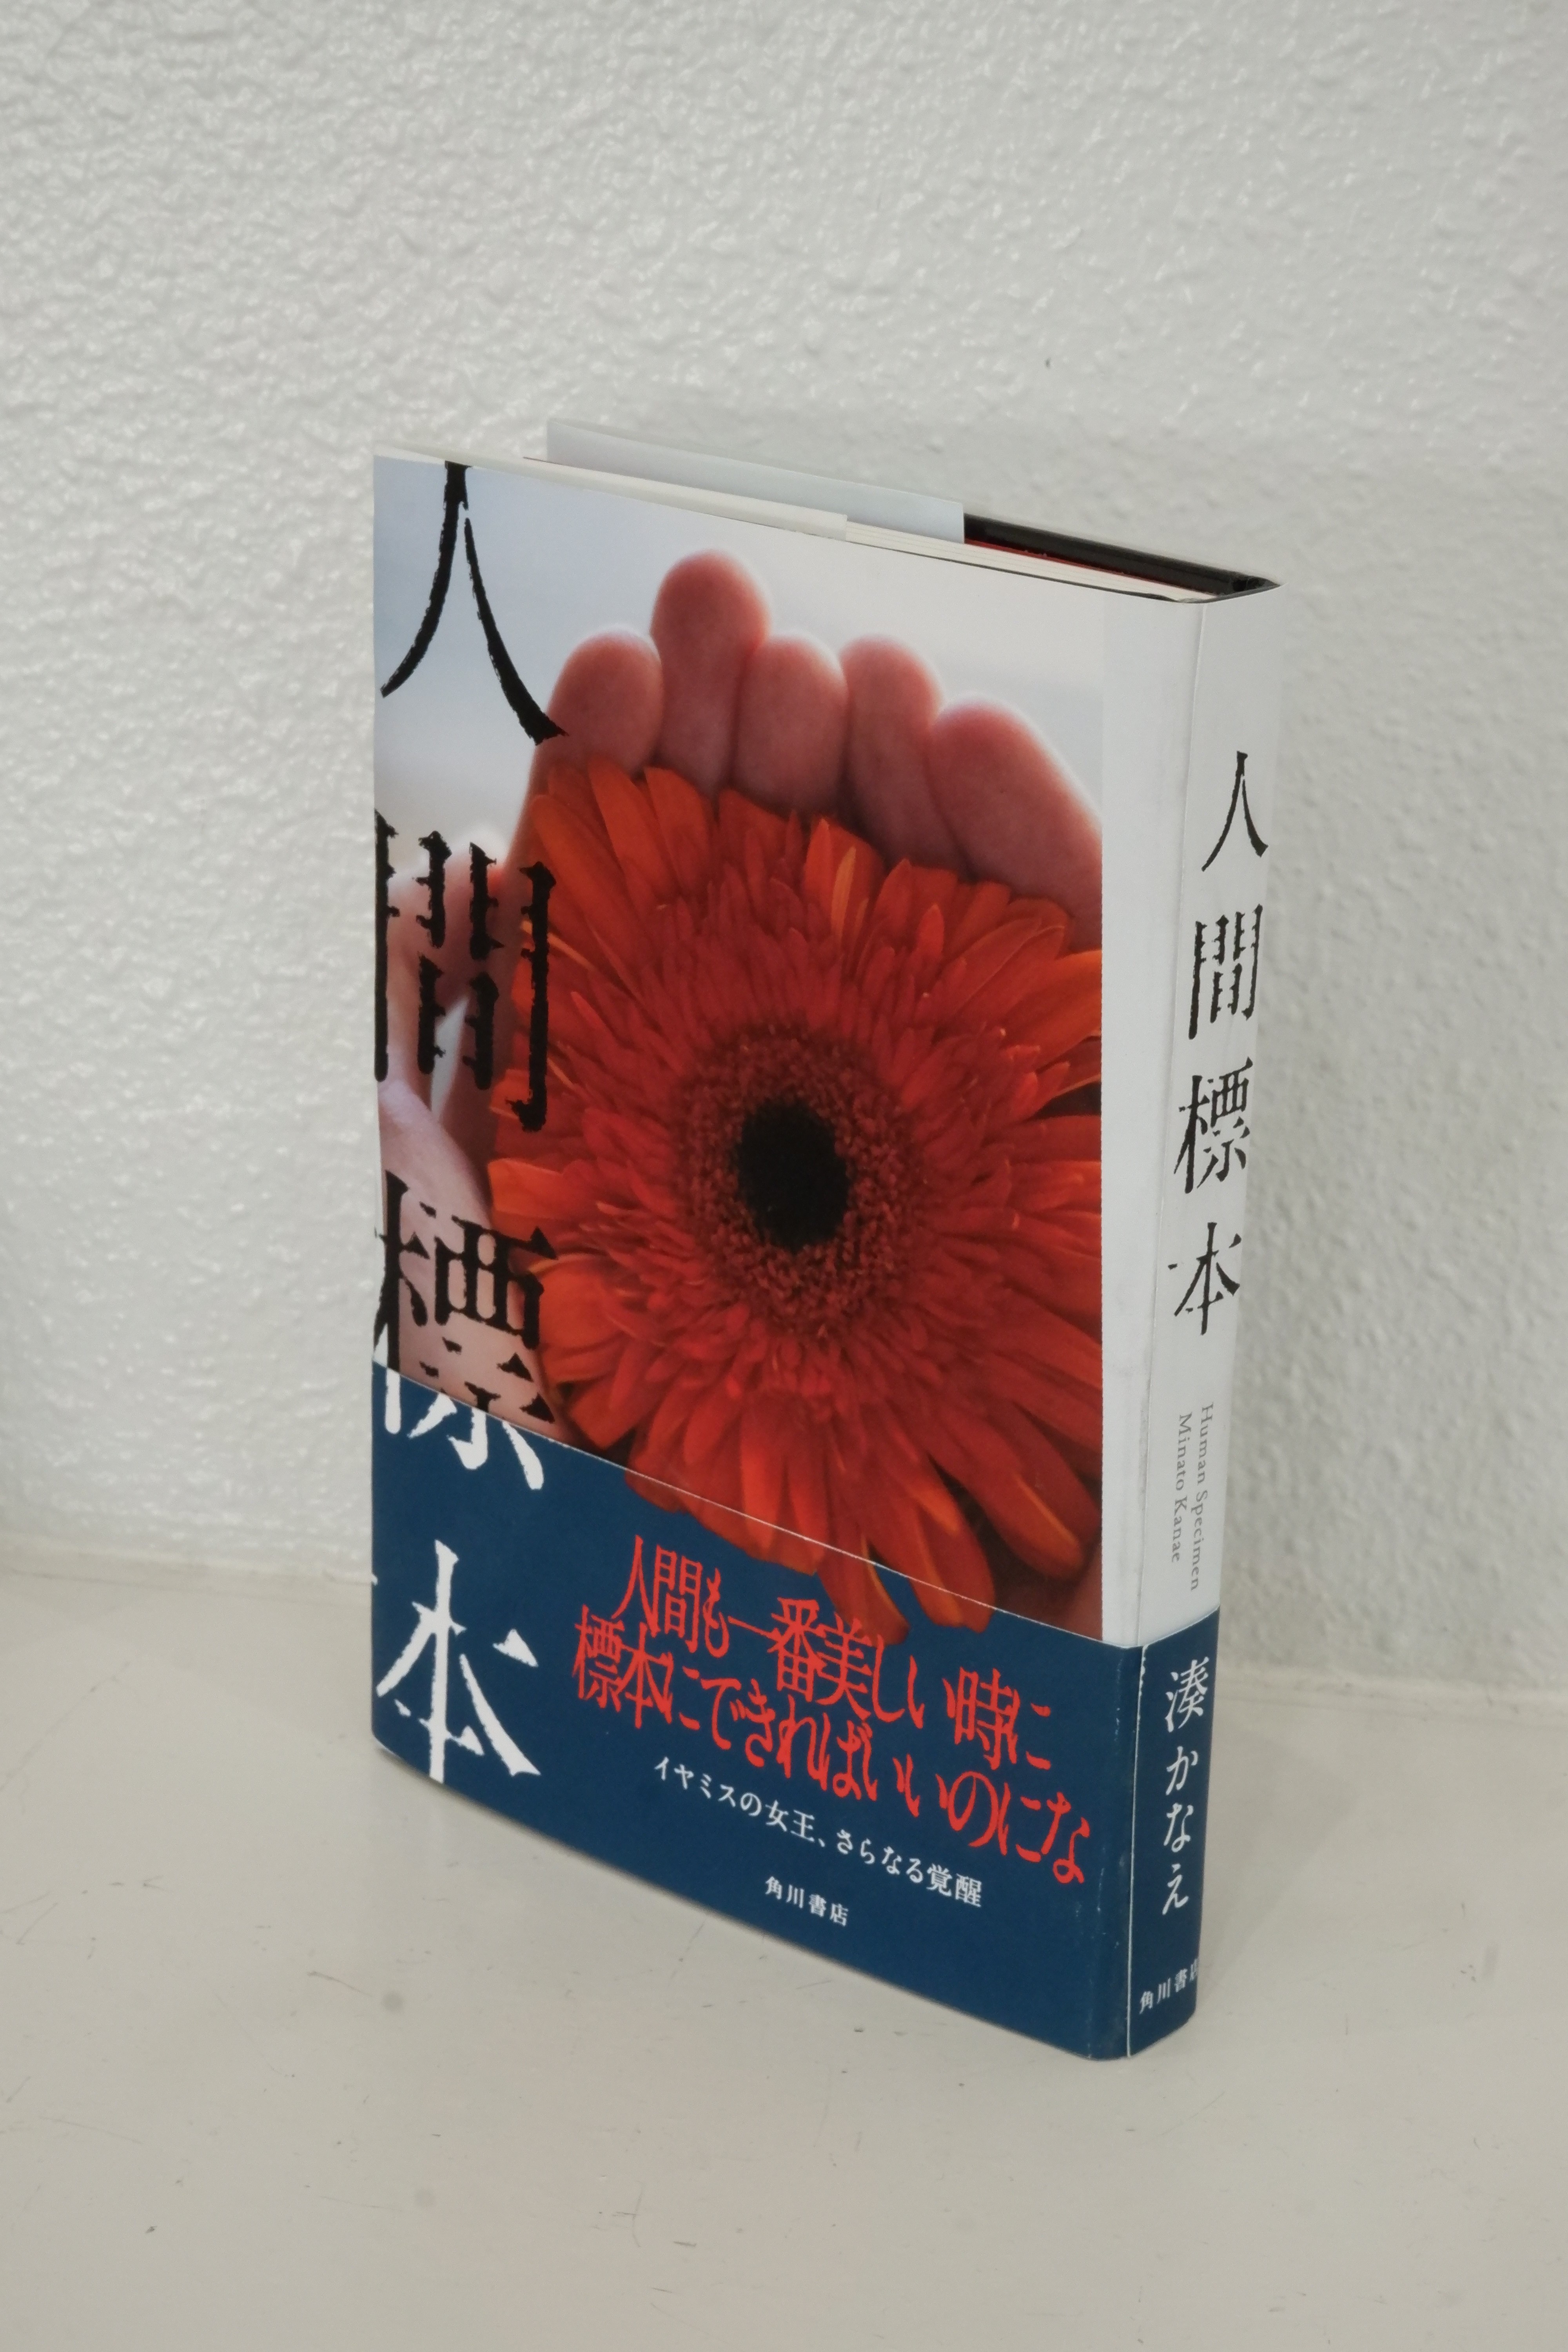 人間標本
人間も一番美しい時に
標本にできればいいのにな
イヤミスの女王、さらなる覚醒
角川書店
人間標本
Human Specimen
Minato Kanae
湊かなえ
角川書店